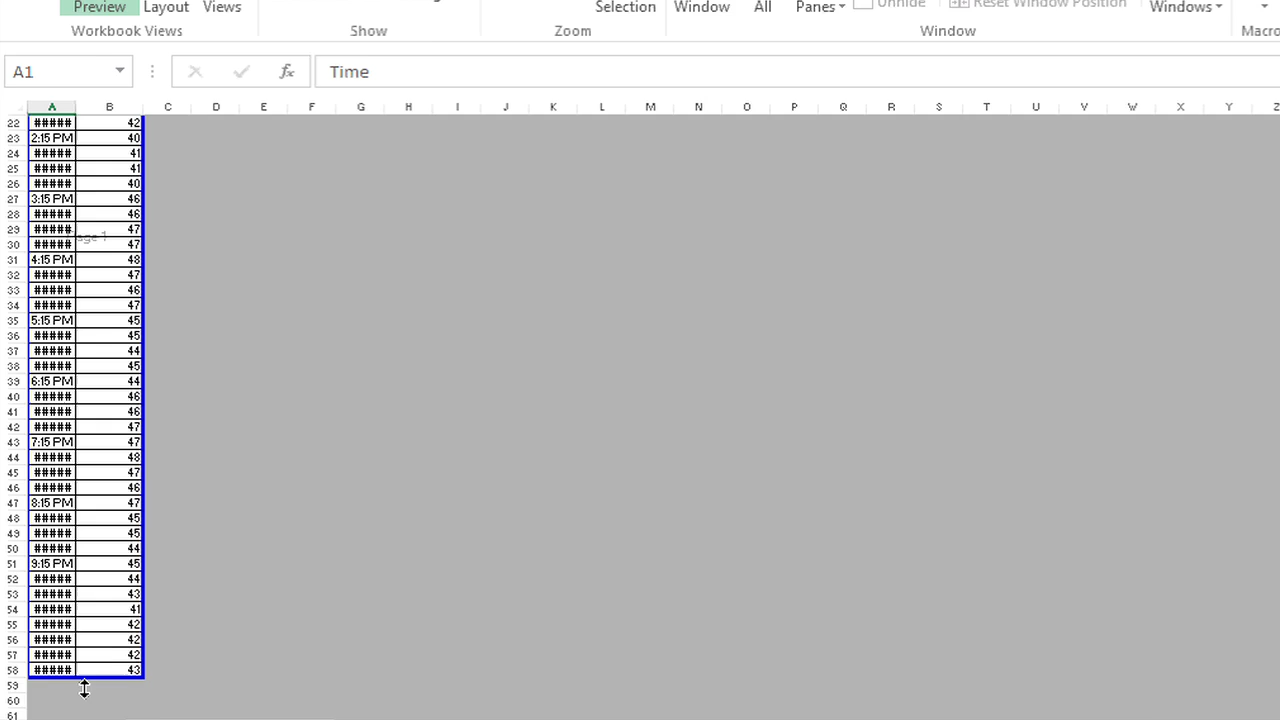 Preview Layout Views Selection Window All Panes Unhide Reset Window Position Windows
Workbook Views Show Zoom Window Macro
A1 fx Time
A B C D E F G H I J K L M N O P Q R S T U V W X Y Z
22 ##### 42
23 2:15 PM 40
24 ##### 41
25 ##### 41
26 ##### 40
27 3:15 PM 46
28 ##### 46
29 ##### 47
30 ##### 47
31 4:15 PM 48
32 ##### 47
33 ##### 46
34 ##### 47
35 5:15 PM 45
36 ##### 45
37 ##### 44
38 ##### 45
39 6:15 PM 44
40 ##### 46
41 ##### 46
42 ##### 47
43 7:15 PM 47
44 ##### 48
45 ##### 47
46 ##### 46
47 8:15 PM 47
48 ##### 45
49 ##### 45
50 ##### 44
51 9:15 PM 45
52 ##### 44
53 ##### 43
54 ##### 41
55 ##### 42
56 ##### 42
57 ##### 42
58 ##### 43
59
60
61